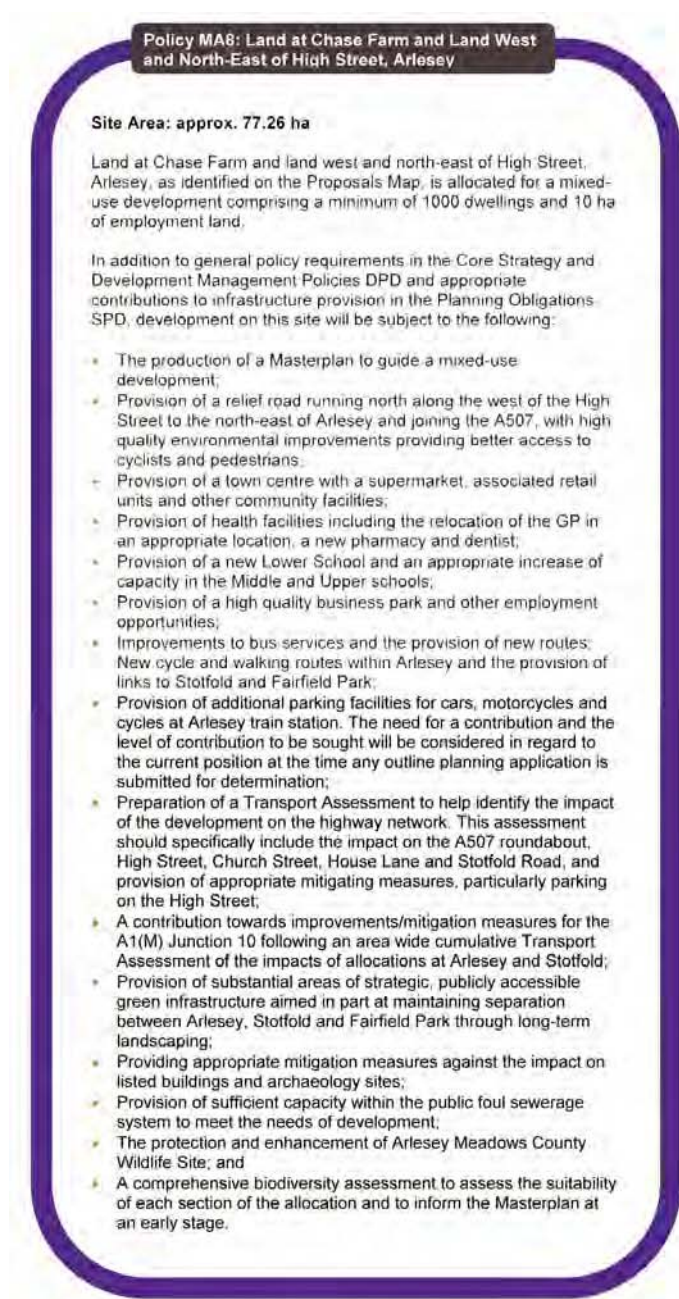 Policy MA8: Land at Chase Farm and Land West
and North-East of High Street, Arlesey
Site Area: approx. 77.26 ha
Land at Chase Farm and land west and north-east of High Street,
Arlesey, as identified on the Proposals Map, is allocated for a mixed-
use development comprising a minimum of 1000 dwellings and 10 ha
of employment land.
In addition to general policy requirements in the Core Strategy and
Development Management Policies DPD and appropriate
contributions to infrastructure provision in the Planning Obligations
SPD, development on this site will be subject to the following:
The production of a Masterplan to guide a mixed-use
development;
Provision of a relief road running north along the west of the High
Street to the north-east of Arlesey and joining the A507, with high
quality environmental improvements providing better access to
cyclists and pedestrians;
Provision of a town centre with a supermarket, associated retail
units and other community facilities;
Provision of health facilities including the relocation of the GP in
an appropriate location, a new pharmacy and dentist;
Provision of a new Lower School and an appropriate increase of
capacity in the Middle and Upper schools;
Provision of a high quality business park and other employment
opportunities;
Improvements to bus services and the provision of new routes;
New cycle and walking routes within Arlesey and the provision of
links to Stotfold and Fairfield Park;
Provision of additional parking facilities for cars, motorcycles and
cycles at Arlesey train station. The need for a contribution and the
level of contribution to be sought will be considered in regard to
the current position at the time any outline planning application is
submitted for determination;
Preparation of a Transport Assessment to help identify the impact
of the development on the highway network. This assessment
should specifically include the impact on the A507 roundabout,
High Street, Church Street, House Lane and Stotfold Road, and
provision of appropriate mitigating measures, particularly parking
on the High Street;
A contribution towards improvements/mitigation measures for the
A1(M) Junction 10 following an area wide cumulative Transport
Assessment of the impacts of allocations at Arlesey and Stotfold;
Provision of substantial areas of strategic, publicly accessible
green infrastructure aimed in part at maintaining separation
between Arlesey, Stotfold and Fairfield Park through long-term
landscaping;
Providing appropriate mitigation measures against the impact on
listed buildings and archaeology sites;
Provision of sufficient capacity within the public foul sewerage
system to meet the needs of development;
The protection and enhancement of Arlesey Meadows County
Wildlife Site; and
A comprehensive biodiversity assessment to assess the suitability
of each section of the allocation and to inform the Masterplan at
an early stage.